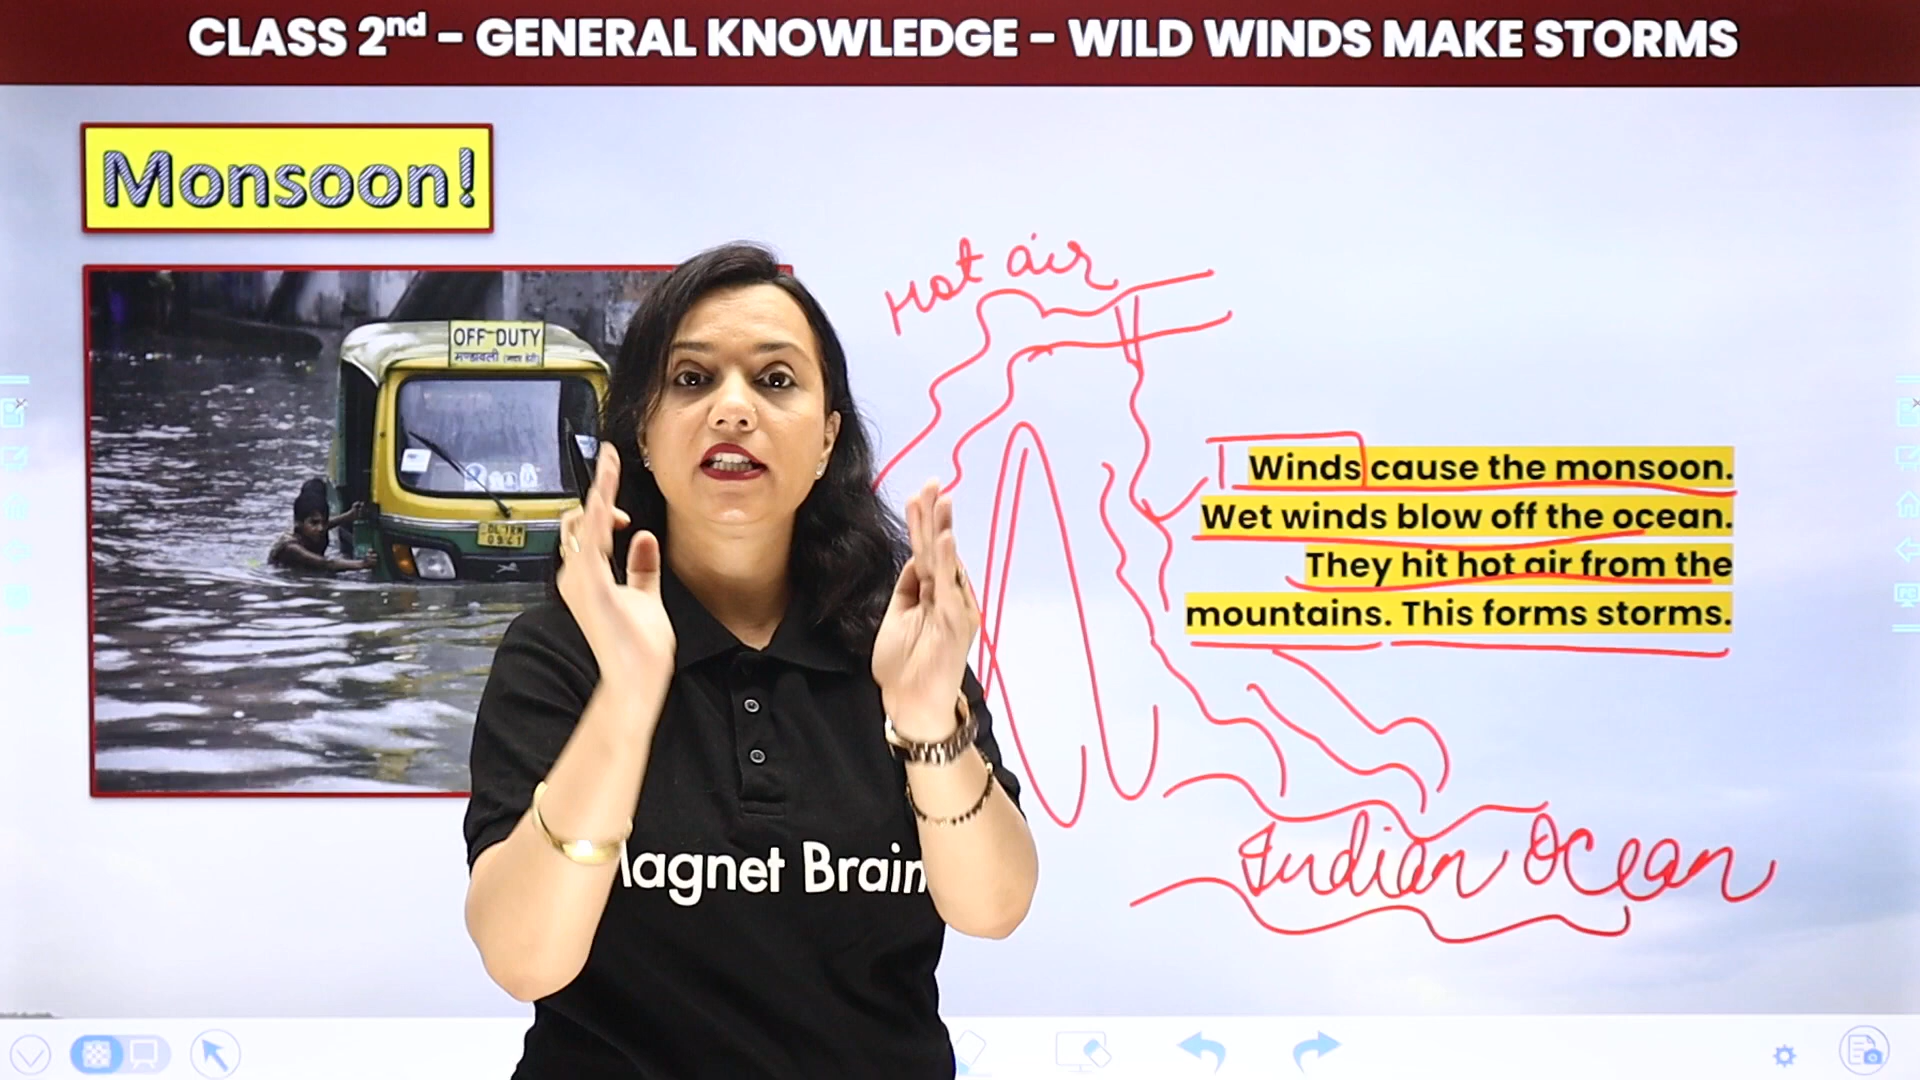 CLASS 2nd - GENERAL KNOWLEDGE - WILD WINDS MAKE STORMS
Monsoon!
OFF DUTY
Hot air
Winds cause the monsoon.
Wet winds blow off the ocean.
They hit hot air from the
mountains. This forms storms.
Indian Ocean
Magnet Brain